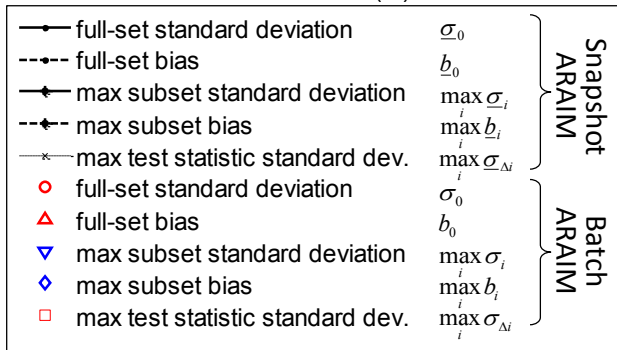 full-set standard deviation σ̲₀
full-set bias b̲₀
max subset standard deviation max_i σ̲_i
max subset bias max_i b̲_i
max test statistic standard dev. max_i σ̲_Δi
Snapshot
ARAIM
full-set standard deviation σ₀
full-set bias b₀
max subset standard deviation max_i σ_i
max subset bias max_i b_i
max test statistic standard dev. max_i σ_Δi
Batch
ARAIM